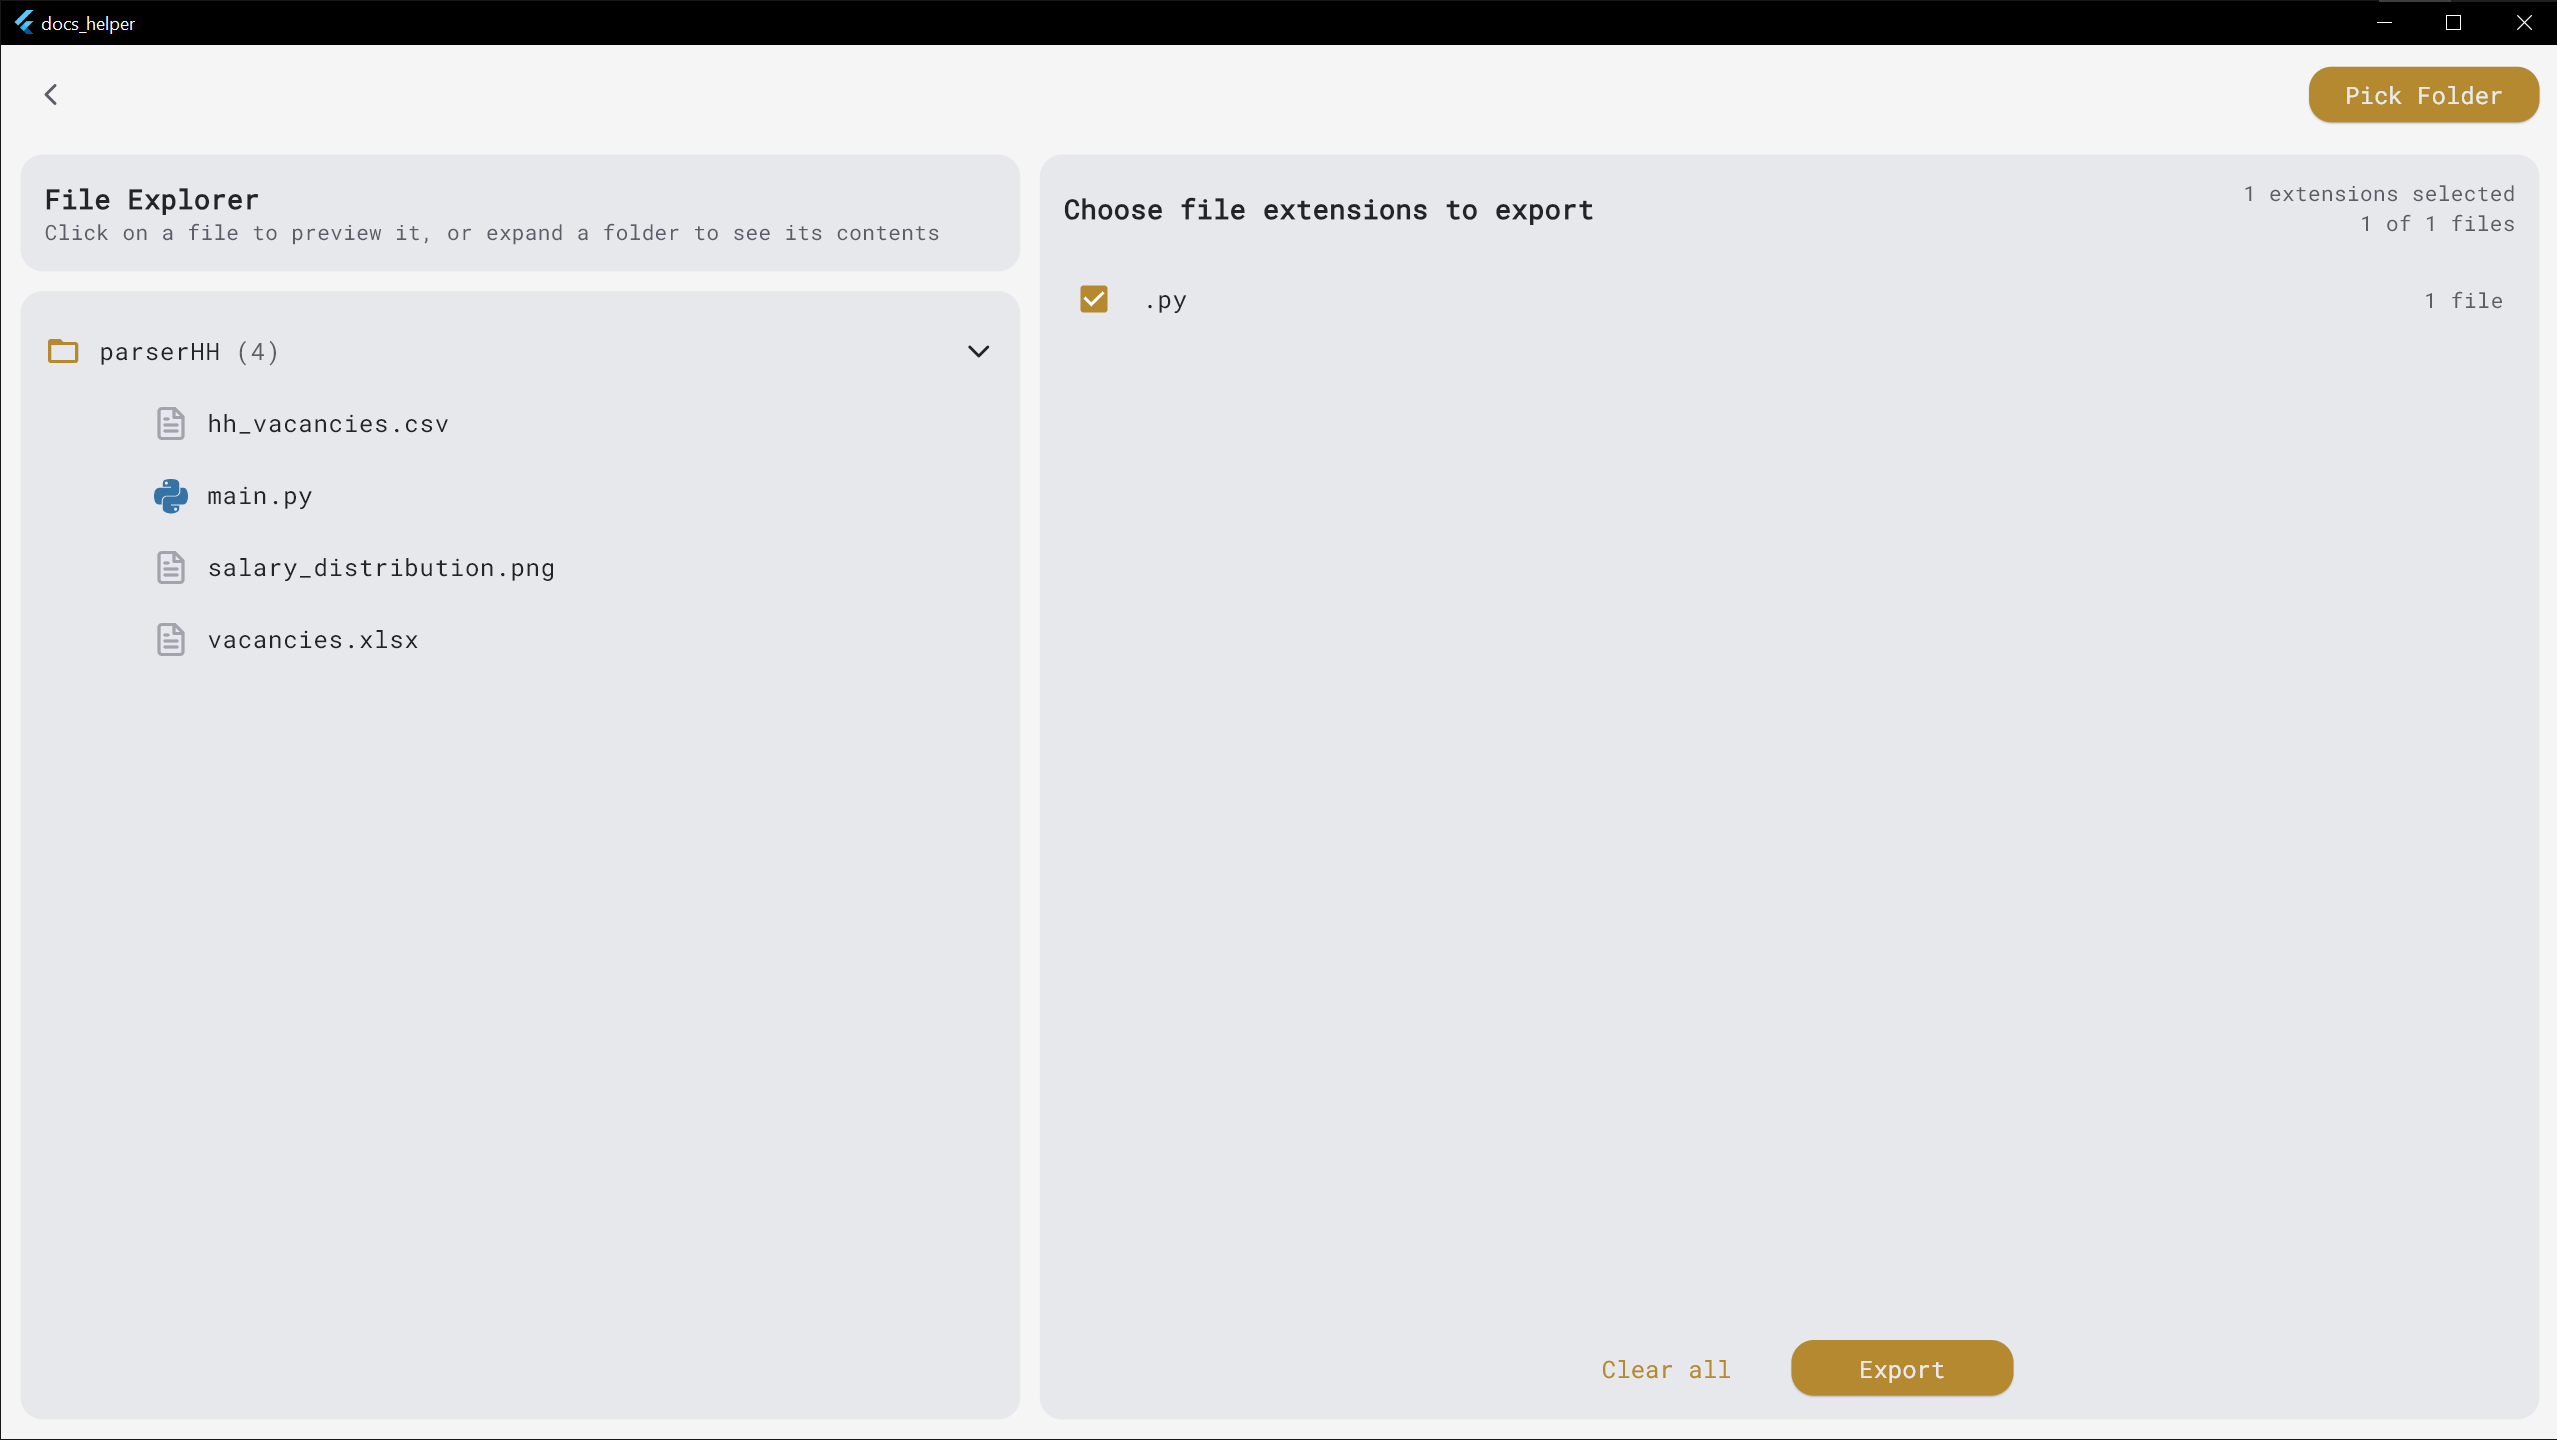 docs_helper
Pick Folder
File Explorer
Click on a file to preview it, or expand a folder to see its contents
parserHH (4)
hh_vacancies.csv
main.py
salary_distribution.png
vacancies.xlsx
Choose file extensions to export
1 extensions selected
1 of 1 files
.py
1 file
Clear all
Export